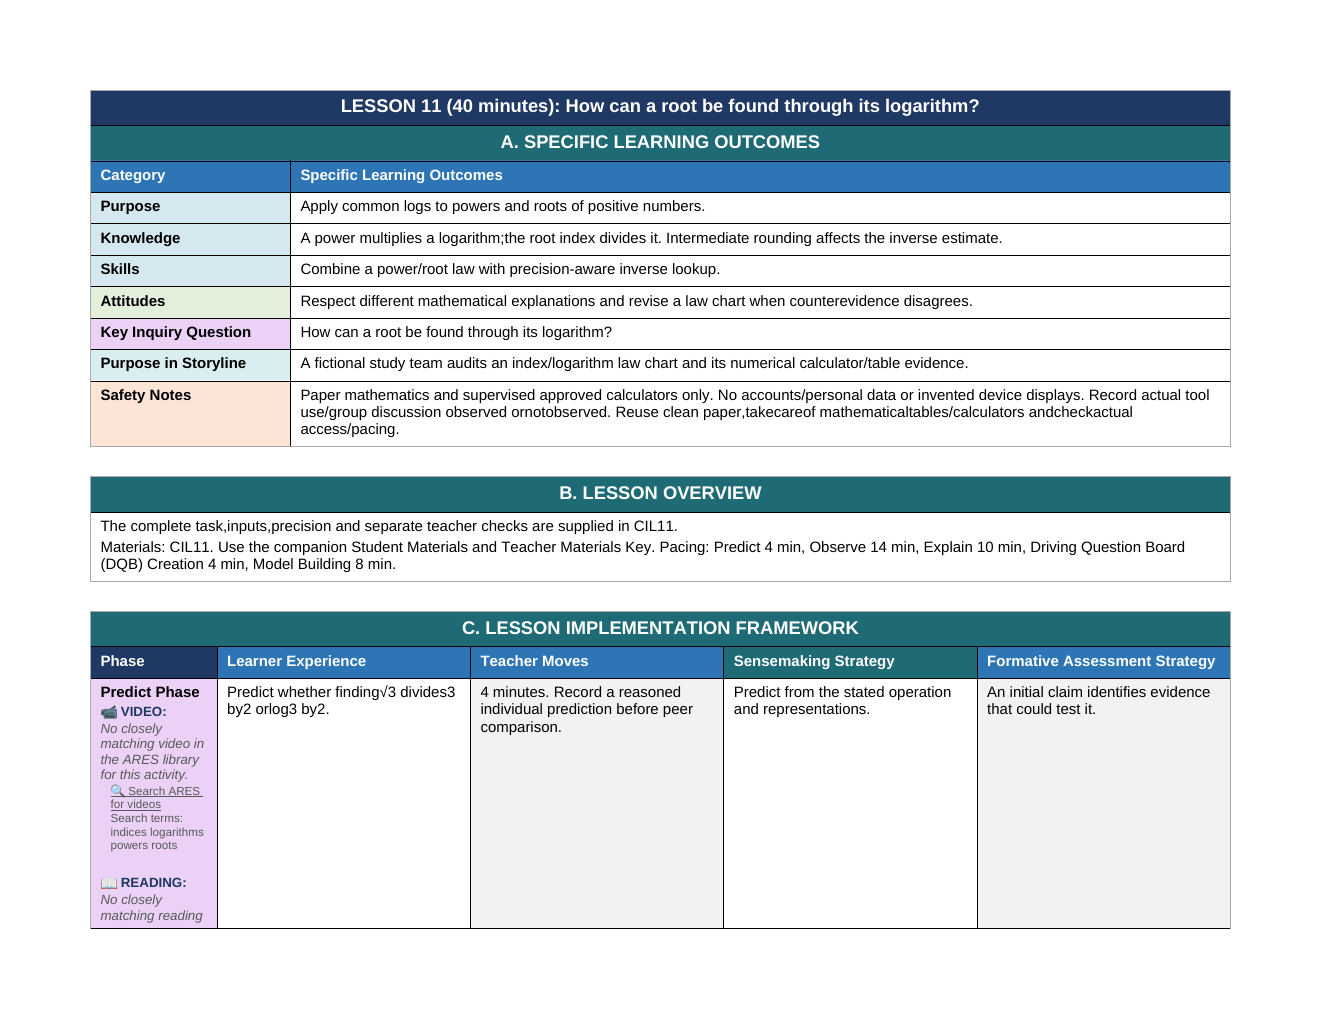 LESSON 11 (40 minutes): How can a root be found through its logarithm?
A. SPECIFIC LEARNING OUTCOMES
Category
Specific Learning Outcomes
Purpose
Apply common logs to powers and roots of positive numbers.
Knowledge
A power multiplies a logarithm;the root index divides it. Intermediate rounding affects the inverse estimate.
Skills
Combine a power/root law with precision-aware inverse lookup.
Attitudes
Respect different mathematical explanations and revise a law chart when counterevidence disagrees.
Key Inquiry Question
How can a root be found through its logarithm?
Purpose in Storyline
A fictional study team audits an index/logarithm law chart and its numerical calculator/table evidence.
Safety Notes
Paper mathematics and supervised approved calculators only. No accounts/personal data or invented device displays. Record actual tool
use/group discussion observed ornotobserved. Reuse clean paper,takecareof mathematicaltables/calculators andcheckactual
access/pacing.
B. LESSON OVERVIEW
The complete task,inputs,precision and separate teacher checks are supplied in CIL11.
Materials: CIL11. Use the companion Student Materials and Teacher Materials Key. Pacing: Predict 4 min, Observe 14 min, Explain 10 min, Driving Question Board
(DQB) Creation 4 min, Model Building 8 min.
C. LESSON IMPLEMENTATION FRAMEWORK
Phase
Learner Experience
Teacher Moves
Sensemaking Strategy
Formative Assessment Strategy
Predict Phase
📹 VIDEO:
No closely
matching video in
the ARES library
for this activity.
🔍 Search ARES
for videos
Search terms:
indices logarithms
powers roots
📖 READING:
No closely
matching reading
Predict whether finding√3 divides3
by2 orlog3 by2.
4 minutes. Record a reasoned
individual prediction before peer
comparison.
Predict from the stated operation
and representations.
An initial claim identifies evidence
that could test it.